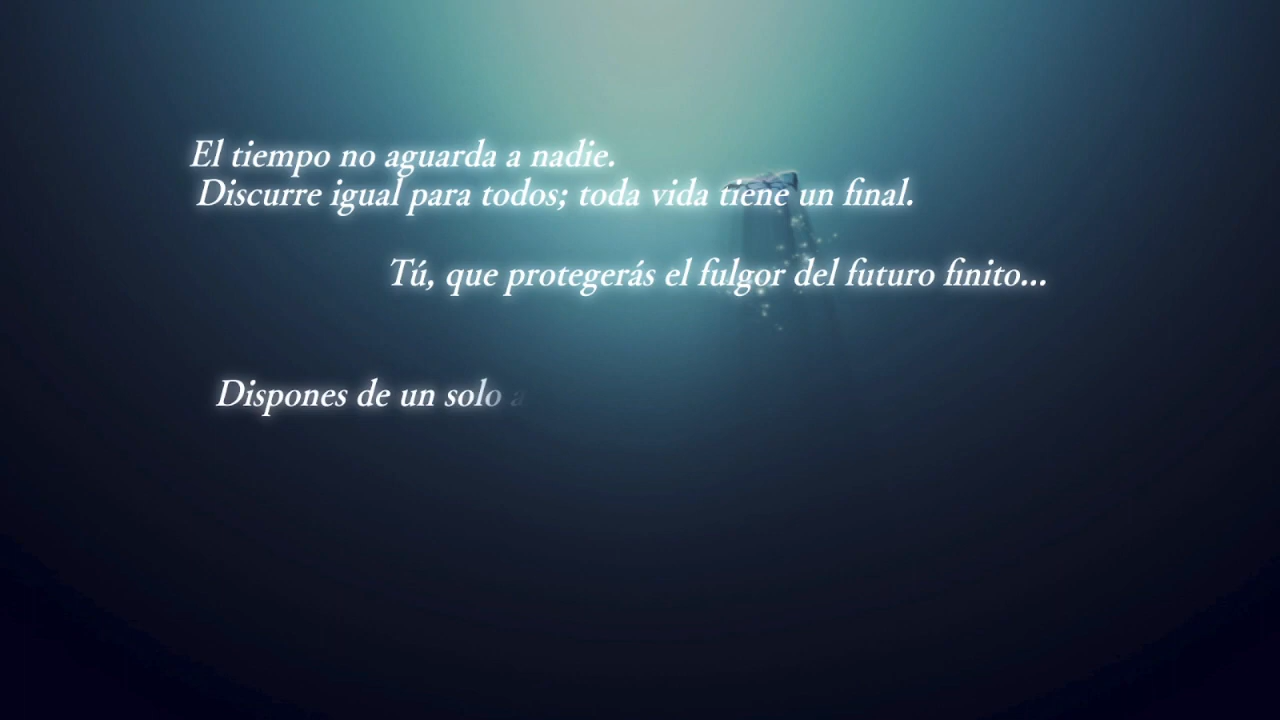 El tiempo no aguarda a nadie.
Discurre igual para todos; toda vida tiene un final.
Tú, que protegerás el fulgor del futuro finito...
Dispones de un solo a